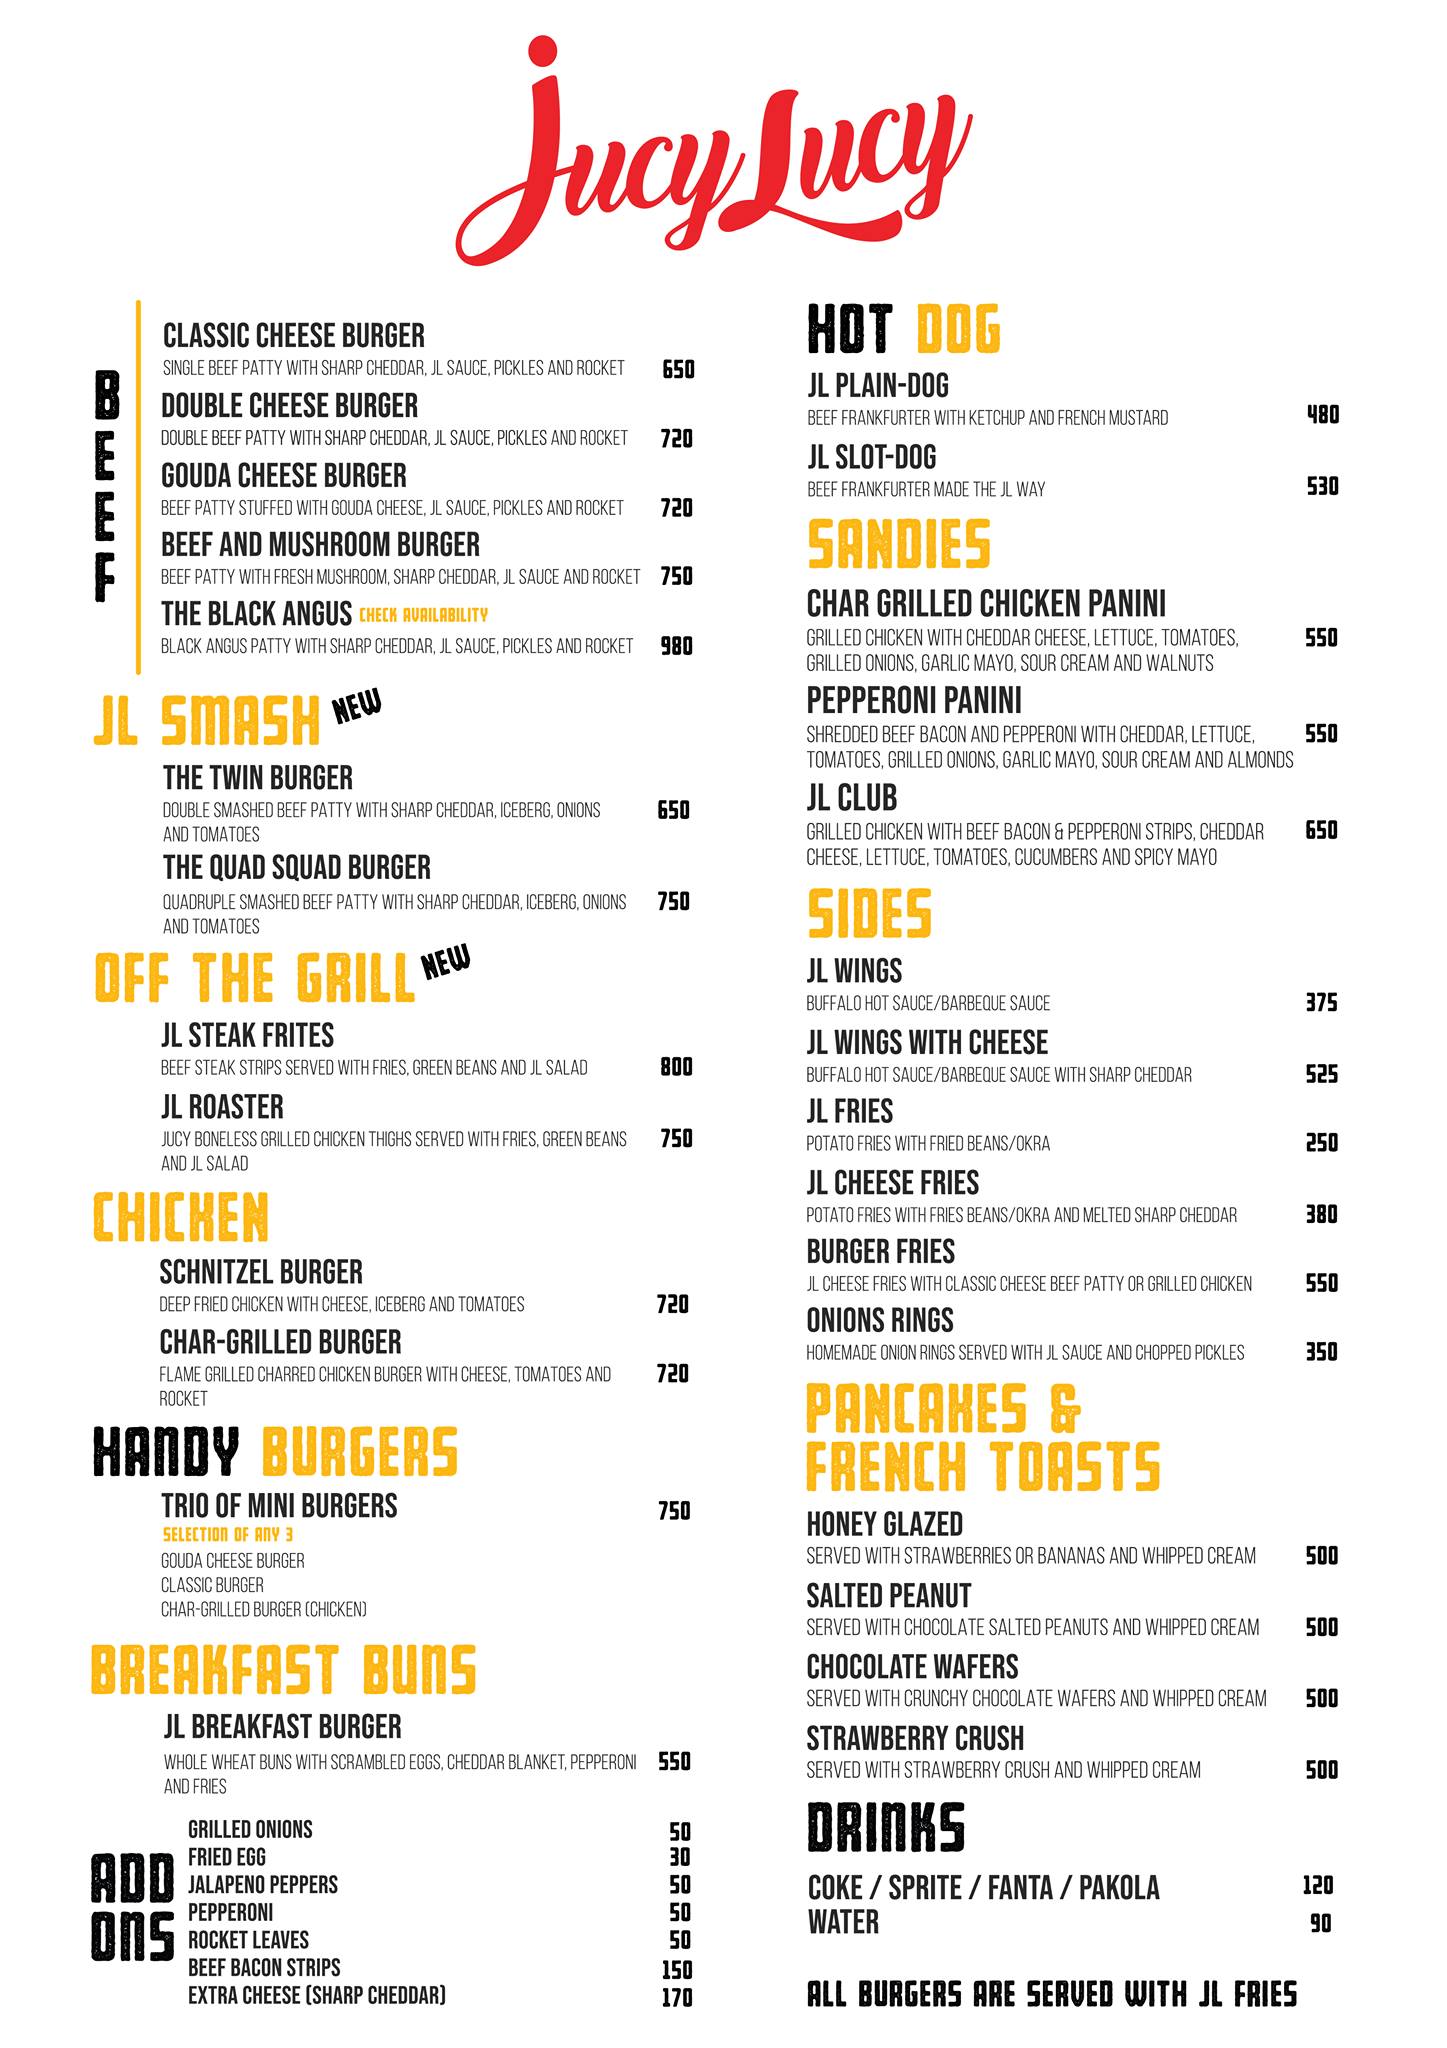 Jucy Lucy
BEEF
CLASSIC CHEESE BURGER
SINGLE BEEF PATTY WITH SHARP CHEDDAR, JL SAUCE, PICKLES AND ROCKET 650
DOUBLE CHEESE BURGER
DOUBLE BEEF PATTY WITH SHARP CHEDDAR, JL SAUCE, PICKLES AND ROCKET 720
GOUDA CHEESE BURGER
BEEF PATTY STUFFED WITH GOUDA CHEESE, JL SAUCE, PICKLES AND ROCKET 720
BEEF AND MUSHROOM BURGER
BEEF PATTY WITH FRESH MUSHROOM, SHARP CHEDDAR, JL SAUCE AND ROCKET 750
THE BLACK ANGUS CHECK AVAILABILITY
BLACK ANGUS PATTY WITH SHARP CHEDDAR, JL SAUCE, PICKLES AND ROCKET 980
JL SMASH NEW
THE TWIN BURGER
DOUBLE SMASHED BEEF PATTY WITH SHARP CHEDDAR, ICEBERG, ONIONS 650
AND TOMATOES
THE QUAD SQUAD BURGER
QUADRUPLE SMASHED BEEF PATTY WITH SHARP CHEDDAR, ICEBERG, ONIONS 750
AND TOMATOES
OFF THE GRILL NEW
JL STEAK FRITES
BEEF STEAK STRIPS SERVED WITH FRIES, GREEN BEANS AND JL SALAD 800
JL ROASTER
JUCY BONELESS GRILLED CHICKEN THIGHS SERVED WITH FRIES, GREEN BEANS 750
AND JL SALAD
CHICKEN
SCHNITZEL BURGER
DEEP FRIED CHICKEN WITH CHEESE, ICEBERG AND TOMATOES 720
CHAR-GRILLED BURGER
FLAME GRILLED CHARRED CHICKEN BURGER WITH CHEESE, TOMATOES AND 720
ROCKET
HANDY BURGERS
TRIO OF MINI BURGERS 750
SELECTION OF ANY 3
GOUDA CHEESE BURGER
CLASSIC BURGER
CHAR-GRILLED BURGER (CHICKEN)
BREAKFAST BUNS
JL BREAKFAST BURGER
WHOLE WHEAT BUNS WITH SCRAMBLED EGGS, CHEDDAR BLANKET, PEPPERONI 550
AND FRIES
ADD ONS
GRILLED ONIONS 50
FRIED EGG 30
JALAPENO PEPPERS 50
PEPPERONI 50
ROCKET LEAVES 50
BEEF BACON STRIPS 150
EXTRA CHEESE (SHARP CHEDDAR) 170
HOT DOG
JL PLAIN-DOG
BEEF FRANKFURTER WITH KETCHUP AND FRENCH MUSTARD 480
JL SLOT-DOG
BEEF FRANKFURTER MADE THE JL WAY 530
SANDIES
CHAR GRILLED CHICKEN PANINI
GRILLED CHICKEN WITH CHEDDAR CHEESE, LETTUCE, TOMATOES, 550
GRILLED ONIONS, GARLIC MAYO, SOUR CREAM AND WALNUTS
PEPPERONI PANINI
SHREDDED BEEF BACON AND PEPPERONI WITH CHEDDAR, LETTUCE, 550
TOMATOES, GRILLED ONIONS, GARLIC MAYO, SOUR CREAM AND ALMONDS
JL CLUB
GRILLED CHICKEN WITH BEEF BACON & PEPPERONI STRIPS, CHEDDAR 650
CHEESE, LETTUCE, TOMATOES, CUCUMBERS AND SPICY MAYO
SIDES
JL WINGS
BUFFALO HOT SAUCE/BARBEQUE SAUCE 375
JL WINGS WITH CHEESE
BUFFALO HOT SAUCE/BARBEQUE SAUCE WITH SHARP CHEDDAR 525
JL FRIES
POTATO FRIES WITH FRIED BEANS/OKRA 250
JL CHEESE FRIES
POTATO FRIES WITH FRIES BEANS/OKRA AND MELTED SHARP CHEDDAR 380
BURGER FRIES
JL CHEESE FRIES WITH CLASSIC CHEESE BEEF PATTY OR GRILLED CHICKEN 550
ONIONS RINGS
HOMEMADE ONION RINGS SERVED WITH JL SAUCE AND CHOPPED PICKLES 350
PANCAKES &
FRENCH TOASTS
HONEY GLAZED
SERVED WITH STRAWBERRIES OR BANANAS AND WHIPPED CREAM 500
SALTED PEANUT
SERVED WITH CHOCOLATE SALTED PEANUTS AND WHIPPED CREAM 500
CHOCOLATE WAFERS
SERVED WITH CRUNCHY CHOCOLATE WAFERS AND WHIPPED CREAM 500
STRAWBERRY CRUSH
SERVED WITH STRAWBERRY CRUSH AND WHIPPED CREAM 500
DRINKS
COKE / SPRITE / FANTA / PAKOLA 120
WATER 90
ALL BURGERS ARE SERVED WITH JL FRIES